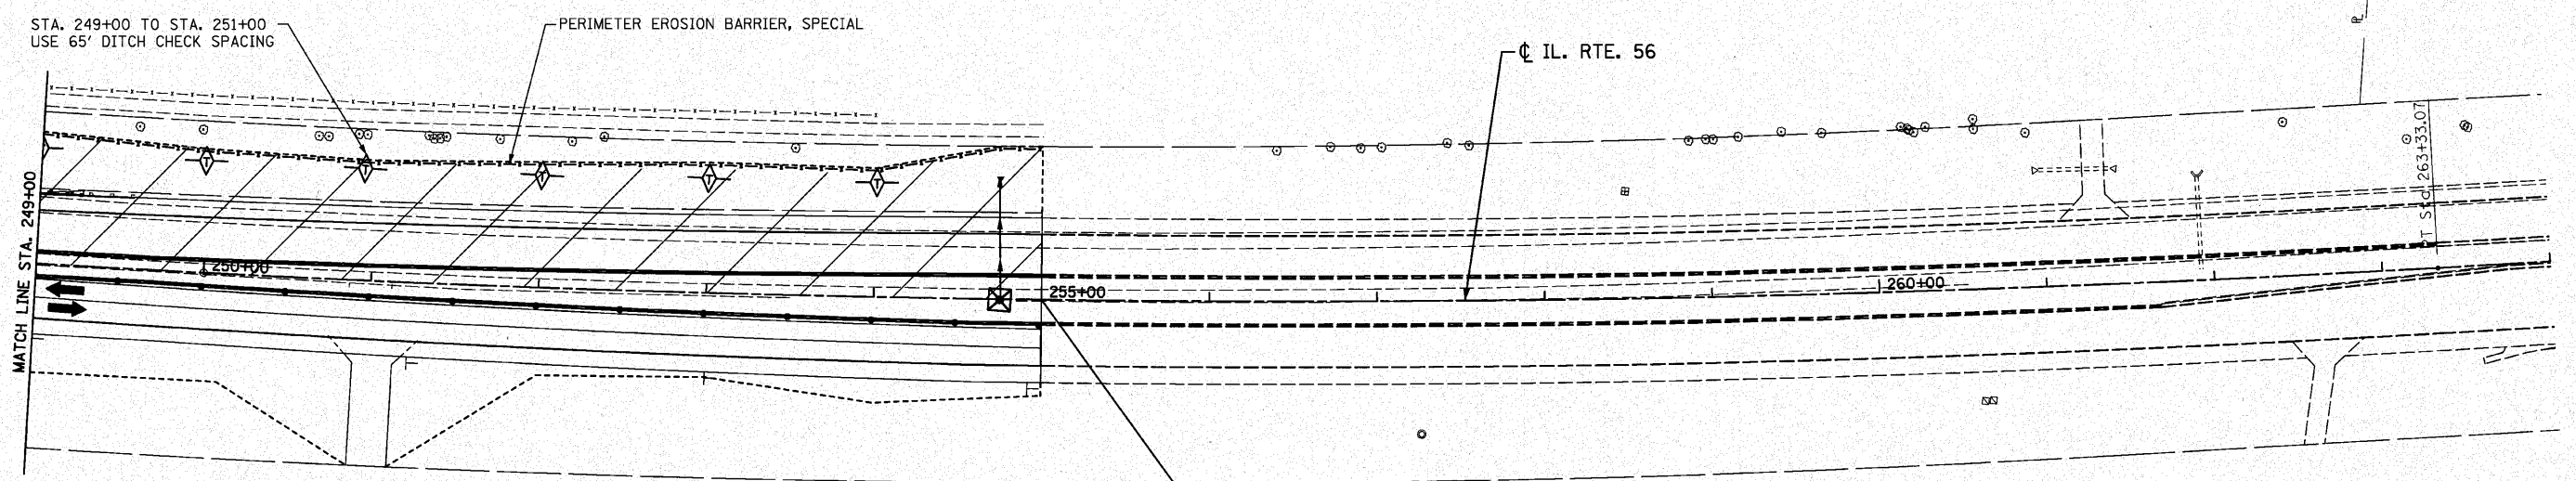 STA. 249+00 TO STA. 251+00
USE 65' DITCH CHECK SPACING
PERIMETER EROSION BARRIER, SPECIAL
℄ IL. RTE. 56
MATCH LINE STA. 249+00
250+00
255+00
260+00
PT Sta 263+33.07
T
T
T
T
T